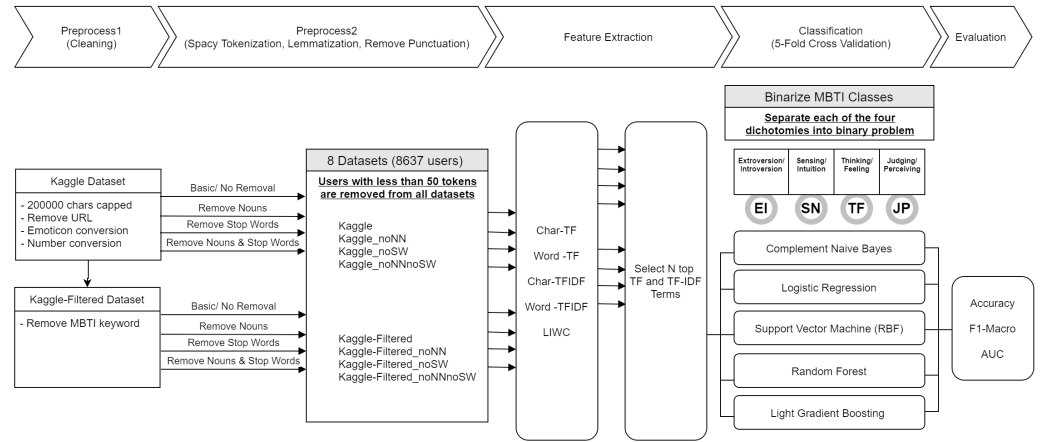 Preprocess1
(Cleaning)
Preprocess2
(Spacy Tokenization, Lemmatization, Remove Punctuation)
Feature Extraction
Classification
(5-Fold Cross Validation)
Evaluation
Kaggle Dataset
- 200000 chars capped
- Remove URL
- Emoticon conversion
- Number conversion
Kaggle-Filtered Dataset
- Remove MBTI keyword
Basic/ No Removal
Remove Nouns
Remove Stop Words
Remove Nouns & Stop Words
Basic/ No Removal
Remove Nouns
Remove Stop Words
Remove Nouns & Stop Words
8 Datasets (8637 users)
Users with less than 50 tokens
are removed from all datasets
Kaggle
Kaggle_noNN
Kaggle_noSW
Kaggle_noNNnoSW
Kaggle-Filtered
Kaggle-Filtered_noNN
Kaggle-Filtered_noSW
Kaggle-Filtered_noNNnoSW
Char-TF
Word -TF
Char-TFIDF
Word -TFIDF
LIWC
Select N top
TF and TF-IDF
Terms
Binarize MBTI Classes
Separate each of the four
dichotomies into binary problem
Extroversion/
Introversion
Sensing/
Intuition
Thinking/
Feeling
Judging/
Perceiving
EI
SN
TF
JP
Complement Naive Bayes
Logistic Regression
Support Vector Machine (RBF)
Random Forest
Light Gradient Boosting
Accuracy
F1-Macro
AUC